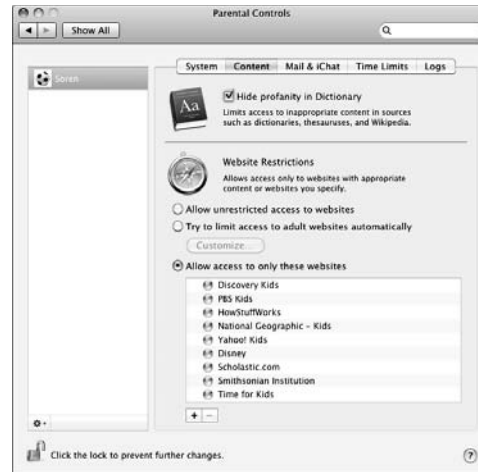 Parental Controls
Show All
Soren
System Content Mail & iChat Time Limits Logs
Aa
Hide profanity in Dictionary
Limits access to inappropriate content in sources
such as dictionaries, thesauruses, and Wikipedia.
Website Restrictions
Allows access only to websites with appropriate
content or websites you specify.
Allow unrestricted access to websites
Try to limit access to adult websites automatically
Customize...
Allow access to only these websites
Discovery Kids
PBS Kids
HowStuffWorks
National Geographic - Kids
Yahoo! Kids
Disney
Scholastic.com
Smithsonian Institution
Time for Kids
+ −
Click the lock to prevent further changes.
?